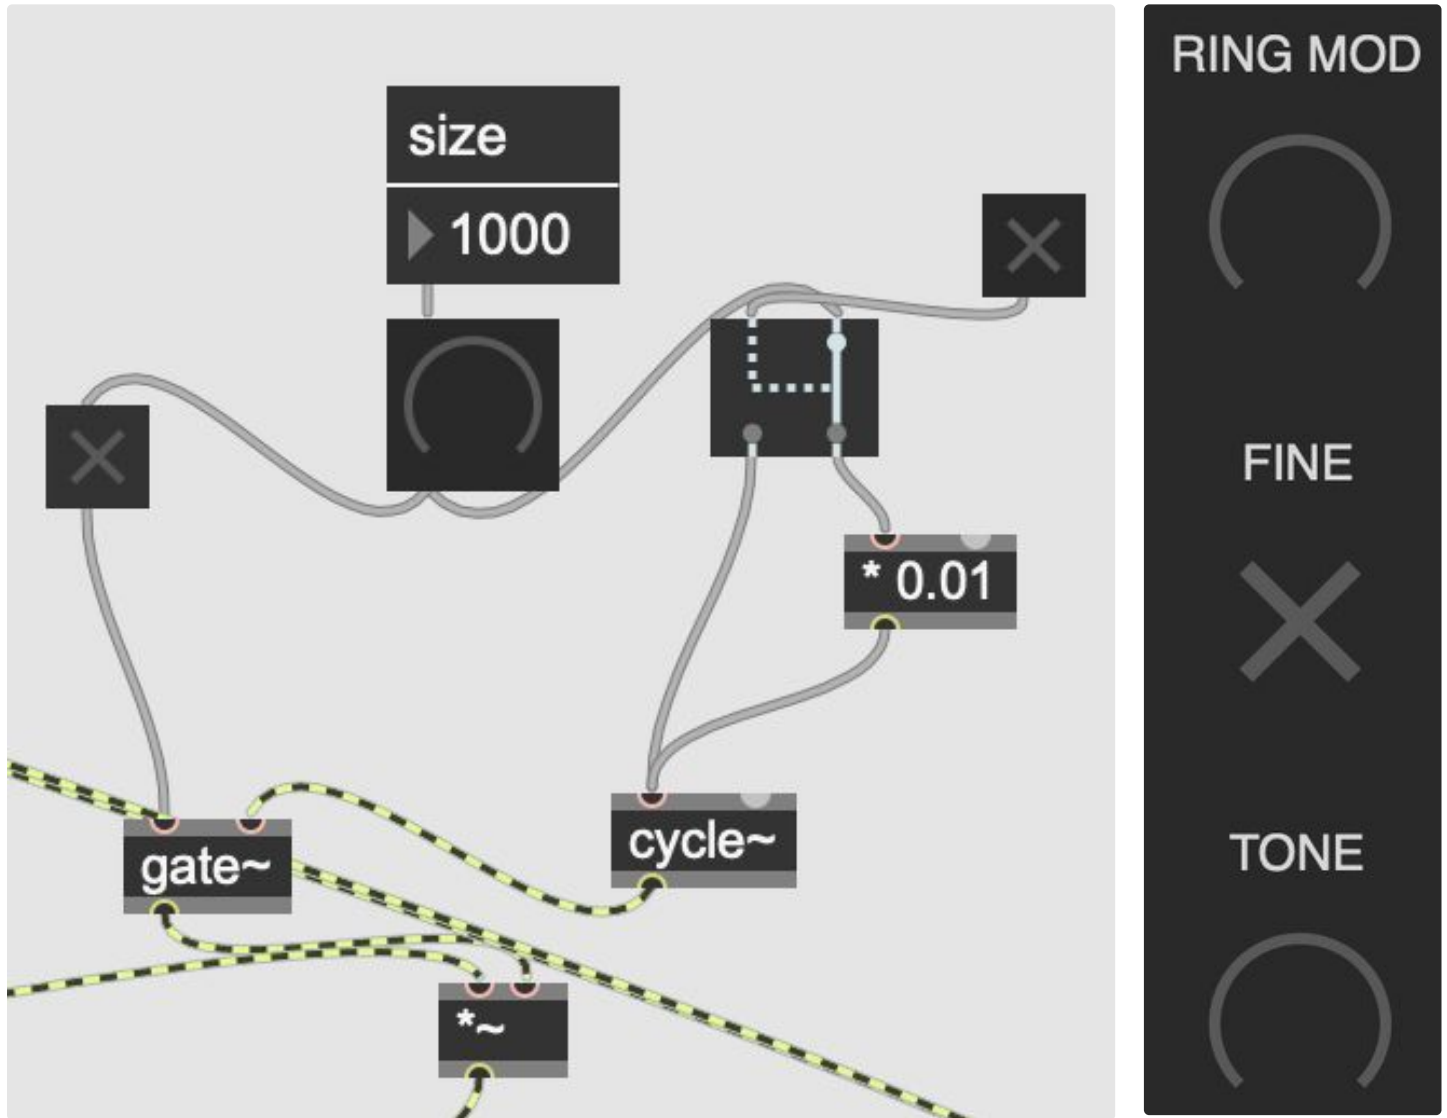 size
1000
* 0.01
cycle~
gate~
*~
RING MOD
FINE
TONE